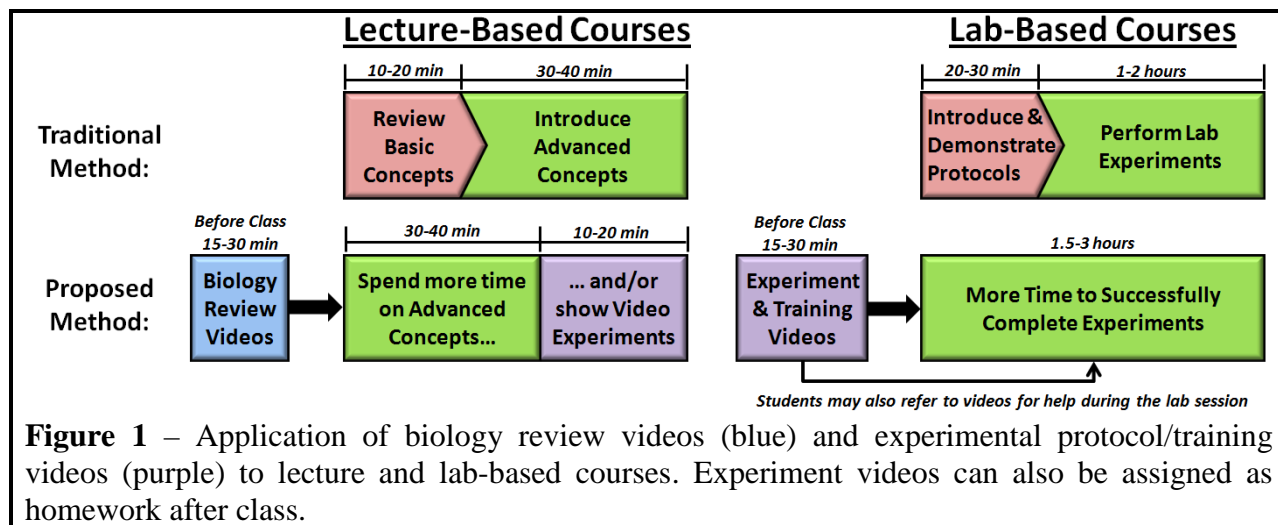 Lecture-Based Courses
Lab-Based Courses
10-20 min
30-40 min
20-30 min
1-2 hours
Traditional
Method:
Review
Basic
Concepts
Introduce
Advanced
Concepts
Introduce &
Demonstrate
Protocols
Perform Lab
Experiments
Before Class
15-30 min
30-40 min
10-20 min
Before Class
15-30 min
1.5-3 hours
Proposed
Method:
Biology
Review
Videos
Spend more time
on Advanced
Concepts...
... and/or
show Video
Experiments
Experiment
& Training
Videos
More Time to Successfully
Complete Experiments
Students may also refer to videos for help during the lab session
Figure 1 – Application of biology review videos (blue) and experimental protocol/training
videos (purple) to lecture and lab-based courses. Experiment videos can also be assigned as
homework after class.